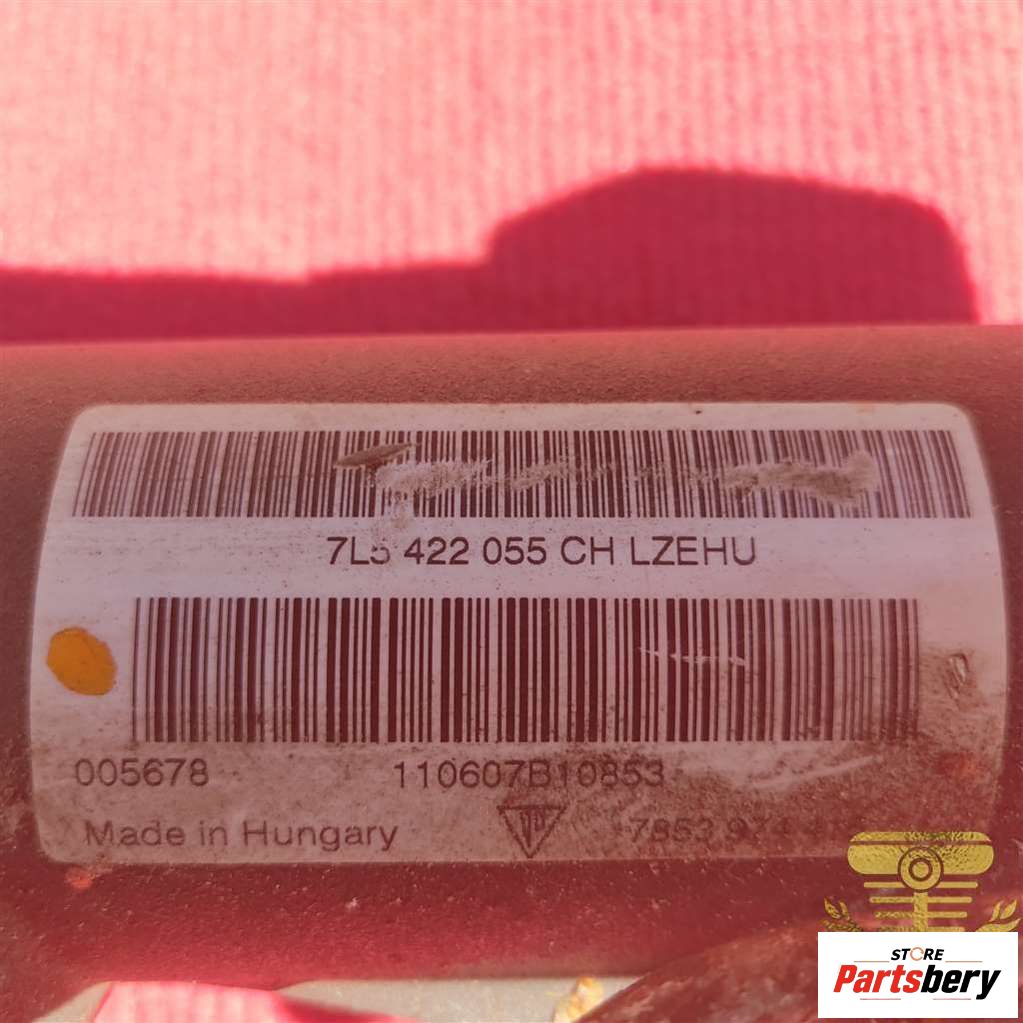 7L5 422 055 CH LZEHU
005678 110607B10853
Made in Hungary
STORE
Partsbery